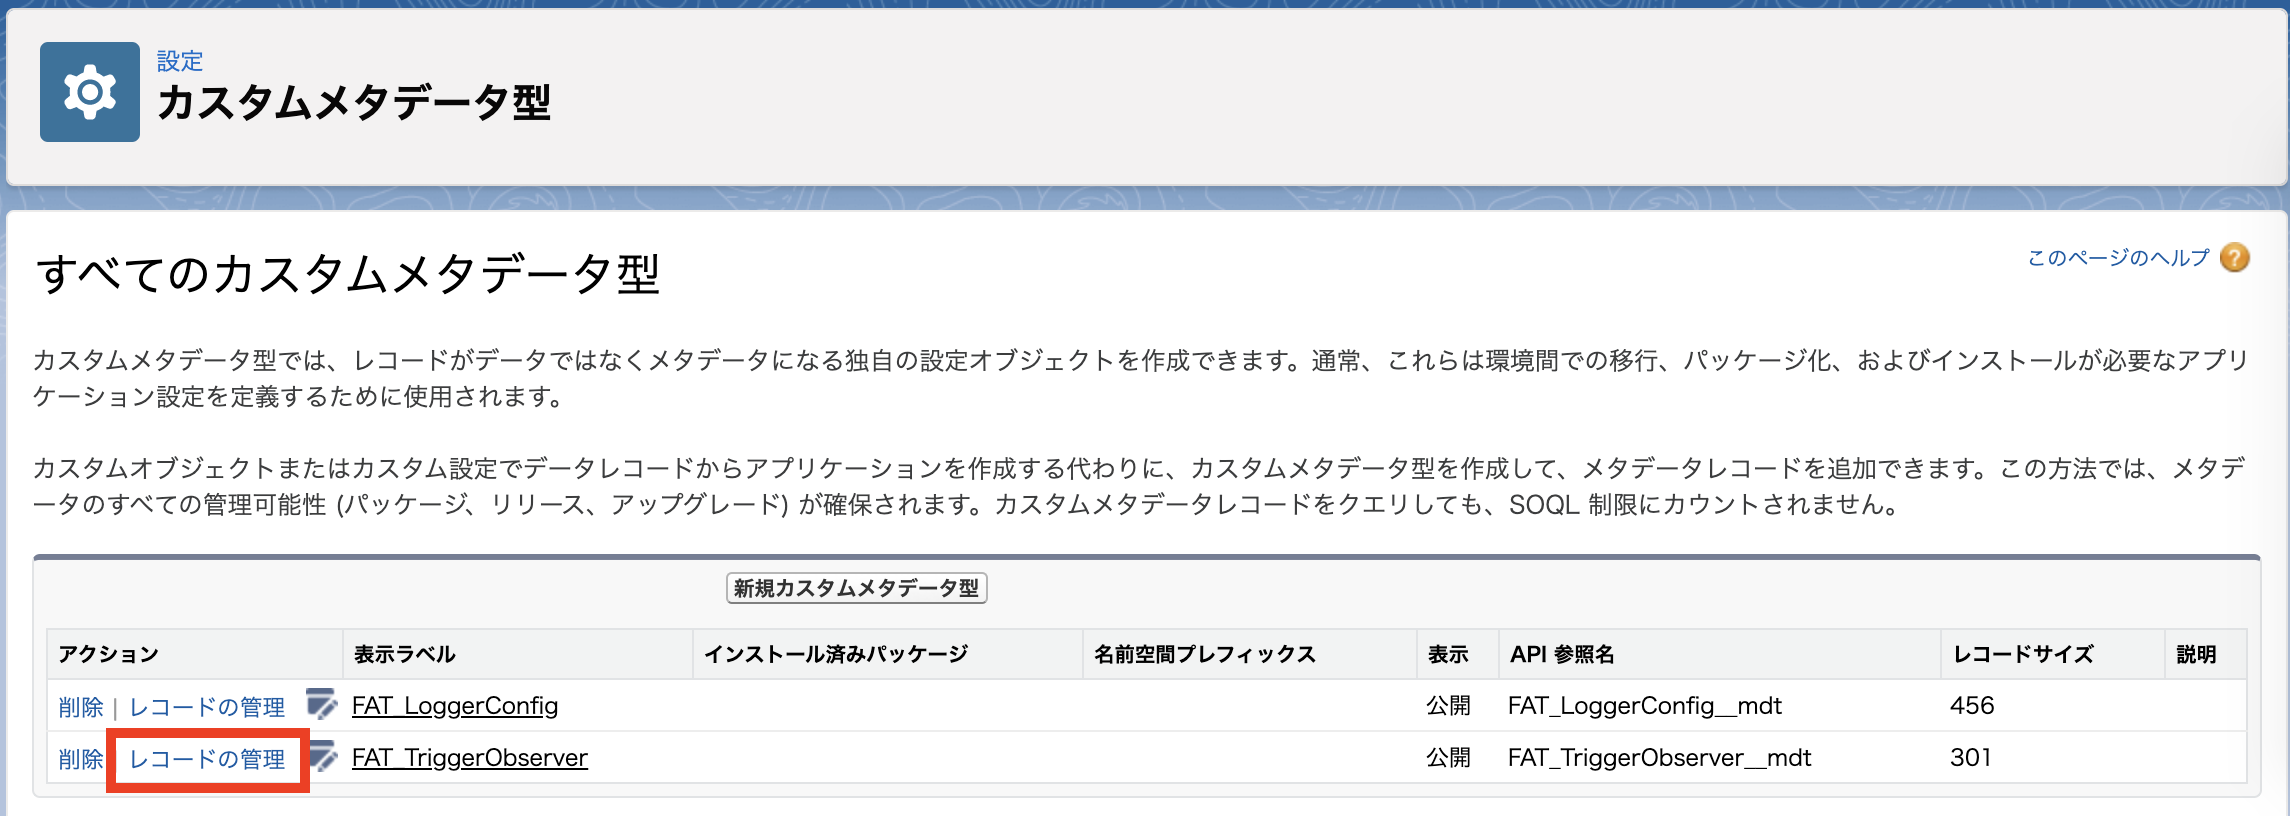 設定
カスタムメタデータ型
すべてのカスタムメタデータ型
このページのヘルプ ?
カスタムメタデータ型では、レコードがデータではなくメタデータになる独自の設定オブジェクトを作成できます。通常、これらは環境間での移行、パッケージ化、およびインストールが必要なアプリ
ケーション設定を定義するために使用されます。
カスタムオブジェクトまたはカスタム設定でデータレコードからアプリケーションを作成する代わりに、カスタムメタデータ型を作成して、メタデータレコードを追加できます。この方法では、メタデ
ータのすべての管理可能性 (パッケージ、リリース、アップグレード) が確保されます。カスタムメタデータレコードをクエリしても、SOQL 制限にカウントされません。
新規カスタムメタデータ型
アクション 表示ラベル インストール済みパッケージ 名前空間プレフィックス 表示 API 参照名 レコードサイズ 説明
削除 | レコードの管理 FAT_LoggerConfig 公開 FAT_LoggerConfig__mdt 456
削除 レコードの管理 FAT_TriggerObserver 公開 FAT_TriggerObserver__mdt 301